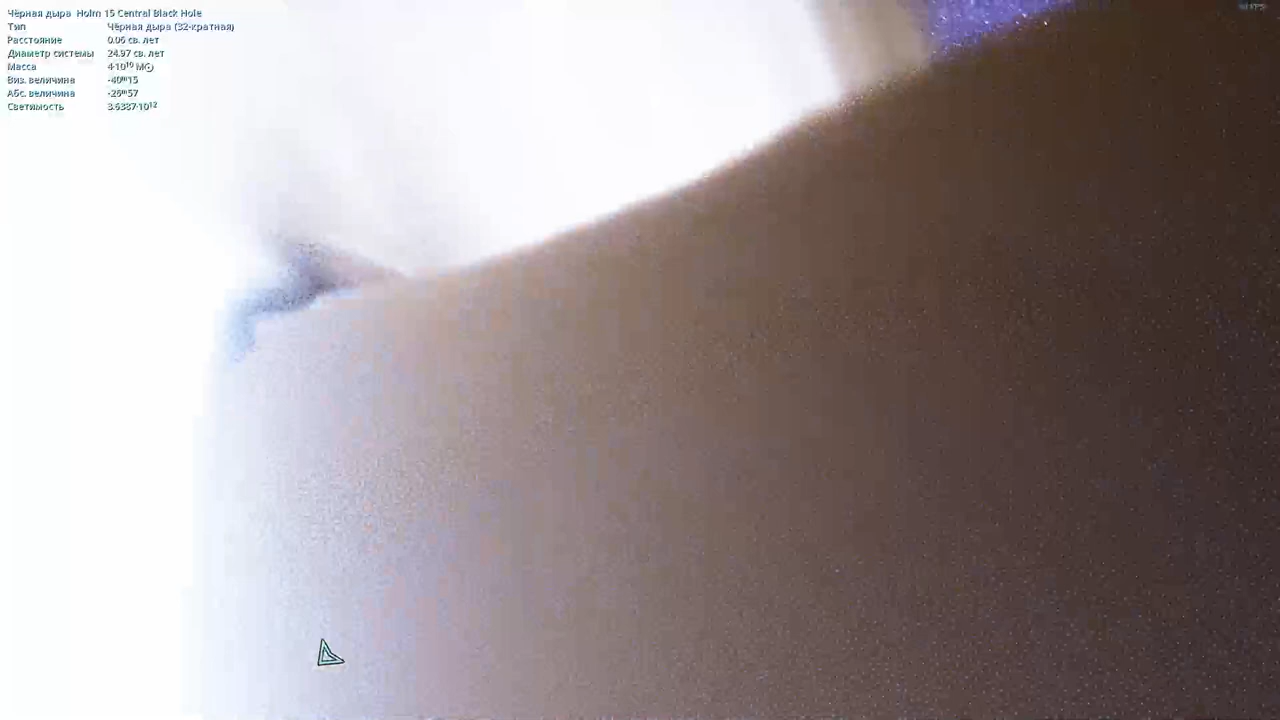 Чёрная дыра Holm 15 Central Black Hole
Тип Чёрная дыра (32-кратная)
Расстояние 0.06 св. лет
Диаметр системы 24.97 св. лет
Масса 4·10¹⁰ M☉
Виз. величина -40ᵐ15
Абс. величина -26ᵐ57
Светимость 3.6387·10¹²